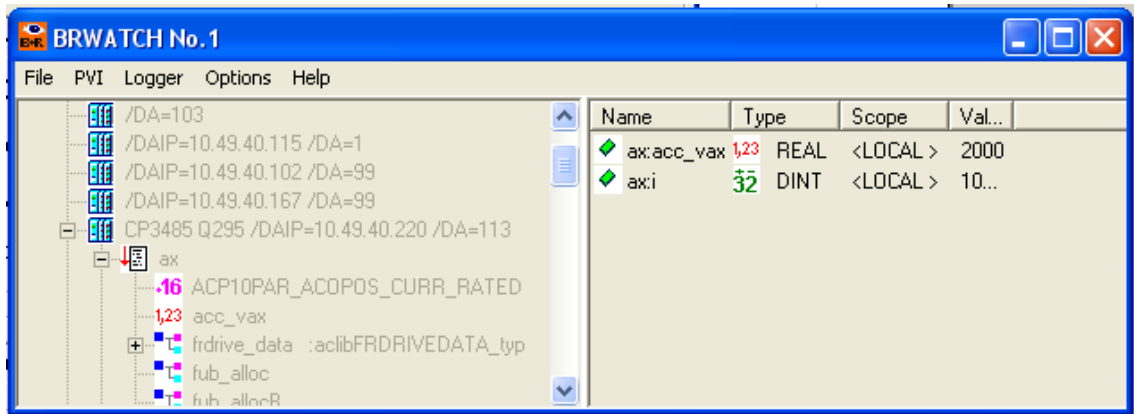 BRWATCH No.1
File PVI Logger Options Help
/DA=103
/DAIP=10.49.40.115 /DA=1
/DAIP=10.49.40.102 /DA=99
/DAIP=10.49.40.167 /DA=99
CP3485 Q295 /DAIP=10.49.40.220 /DA=113
ax
+16 ACP10PAR_ACOPOS_CURR_RATED
1,23 acc_vax
frdrive_data :aclibFRDRIVEDATA_typ
fub_alloc
fub_allocB
Name Type Scope Val...
ax:acc_vax 1,23 REAL <LOCAL> 2000
ax:i 32 DINT <LOCAL> 10...